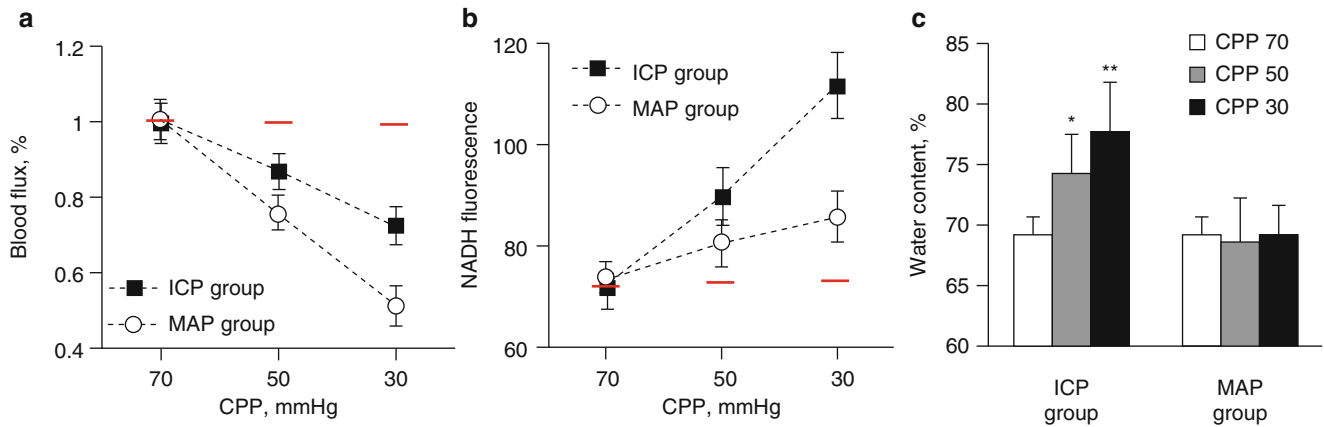 a
1.2
1
0.8
0.6
0.4
Blood flux, %
ICP group
MAP group
70
50
30
CPP, mmHg
b
120
100
80
60
NADH fluorescence
ICP group
MAP group
70
50
30
CPP, mmHg
c
85
80
75
70
65
60
Water content, %
CPP 70
CPP 50
CPP 30
*
**
ICP
group
MAP
group